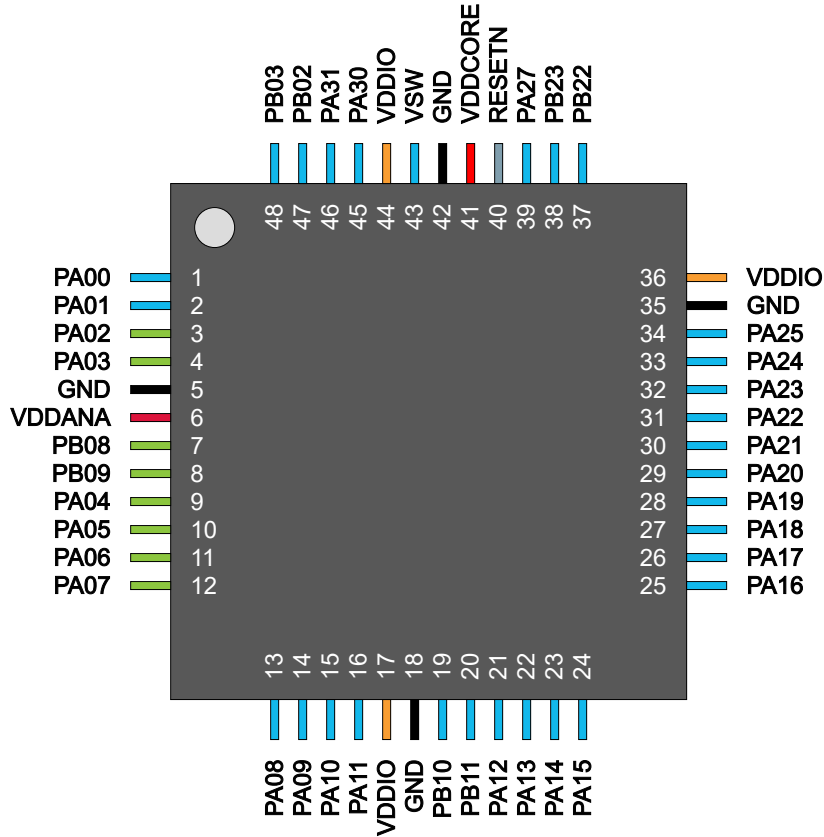 PB03 PB02 PA31 PA30 VDDIO VSW GND VDDCORE RESETN PA27 PB23 PB22
48 47 46 45 44 43 42 41 40 39 38 37
PA00 1 36 VDDIO
PA01 2 35 GND
PA02 3 34 PA25
PA03 4 33 PA24
GND 5 32 PA23
VDDANA 6 31 PA22
PB08 7 30 PA21
PB09 8 29 PA20
PA04 9 28 PA19
PA05 10 27 PA18
PA06 11 26 PA17
PA07 12 25 PA16
13 14 15 16 17 18 19 20 21 22 23 24
PA08 PA09 PA10 PA11 VDDIO GND PB10 PB11 PA12 PA13 PA14 PA15